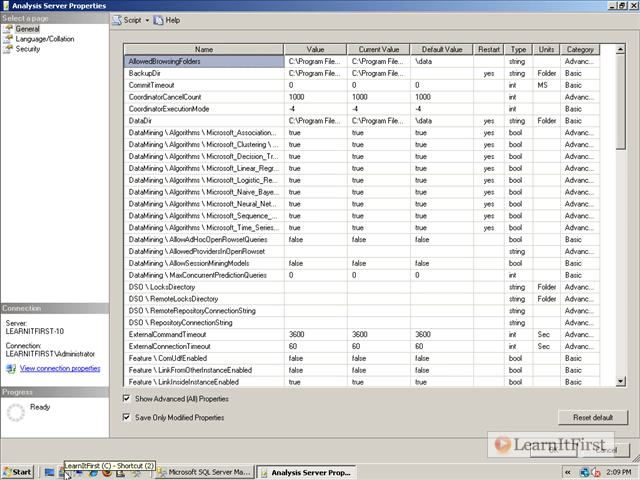 Analysis Server Properties
Select a page
General
Language/Collation
Security
Script
Help
Name Value Current Value Default Value Restart Type Units Category
AllowedBrowsingFolders C:\Program File... C:\Program File... \data string Advanc...
BackupDir C:\Program File... C:\Program File... yes string Folder Basic
CommitTimeout 0 0 0 int MS Advanc...
CoordinatorCancelCount 1000 1000 1000 int Advanc...
CoordinatorExecutionMode -4 -4 -4 int Advanc...
DataDir C:\Program File... C:\Program File... \data yes string Folder Basic
DataMining \ Algorithms \ Microsoft_Association... true true true yes bool Advanc...
DataMining \ Algorithms \ Microsoft_Clustering \ ... true true true yes bool Advanc...
DataMining \ Algorithms \ Microsoft_Decision_Tr... true true true yes bool Advanc...
DataMining \ Algorithms \ Microsoft_Linear_Regr... true true true yes bool Advanc...
DataMining \ Algorithms \ Microsoft_Logistic_Re... true true true yes bool Advanc...
DataMining \ Algorithms \ Microsoft_Naive_Baye... true true true yes bool Advanc...
DataMining \ Algorithms \ Microsoft_Neural_Net... true true true yes bool Advanc...
DataMining \ Algorithms \ Microsoft_Sequence_... true true true yes bool Advanc...
DataMining \ Algorithms \ Microsoft_Time_Series... true true true yes bool Advanc...
DataMining \ AllowAdHocOpenRowsetQueries false false false bool Basic
DataMining \ AllowedProvidersInOpenRowset string Advanc...
DataMining \ AllowSessionMiningModels false false false bool Basic
DataMining \ MaxConcurrentPredictionQueries 0 0 0 int Basic
DSO \ LocksDirectory string Folder Basic
DSO \ RemoteLocksDirectory string Folder Basic
DSO \ RemoteRepositoryConnectionString string Basic
DSO \ RepositoryConnectionString string Basic
ExternalCommandTimeout 3600 3600 3600 int Sec Advanc...
ExternalConnectionTimeout 60 60 60 int Sec Advanc...
Feature \ ComUdfEnabled false false false bool Basic
Feature \ LinkFromOtherInstanceEnabled false false false bool Basic
Feature \ LinkInsideInstanceEnabled true true true bool Basic
Connection
Server:
LEARNITFIRST-10
Connection:
LEARNITFIRST\Administrator
View connection properties
Progress
Ready
Show Advanced (All) Properties
Save Only Modified Properties
Reset default
OK
Cancel
LearnItFirst
LearnItFirst (C) - Shortcut (2)
Start
Microsoft SQL Server Ma...
Analysis Server Prop...
2:09 PM